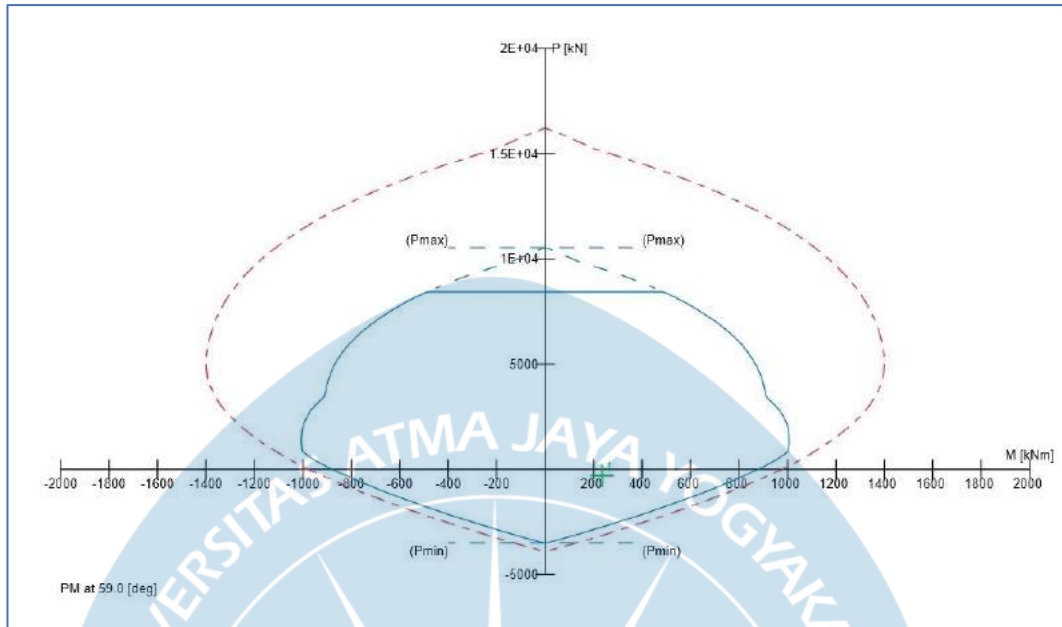 2E+04 P [kN]
1.5E+04
(Pmax) (Pmax)
1E+04
5000
M [kNm]
-2000 -1800 -1600 -1400 -1200 -1000 -800 -600 -400 -200 200 400 600 800 1000 1200 1400 1600 1800 2000
(Pmin) (Pmin)
-5000
PM at 59.0 [deg]
VERSITAS ATMA JAYA YOGYAKA